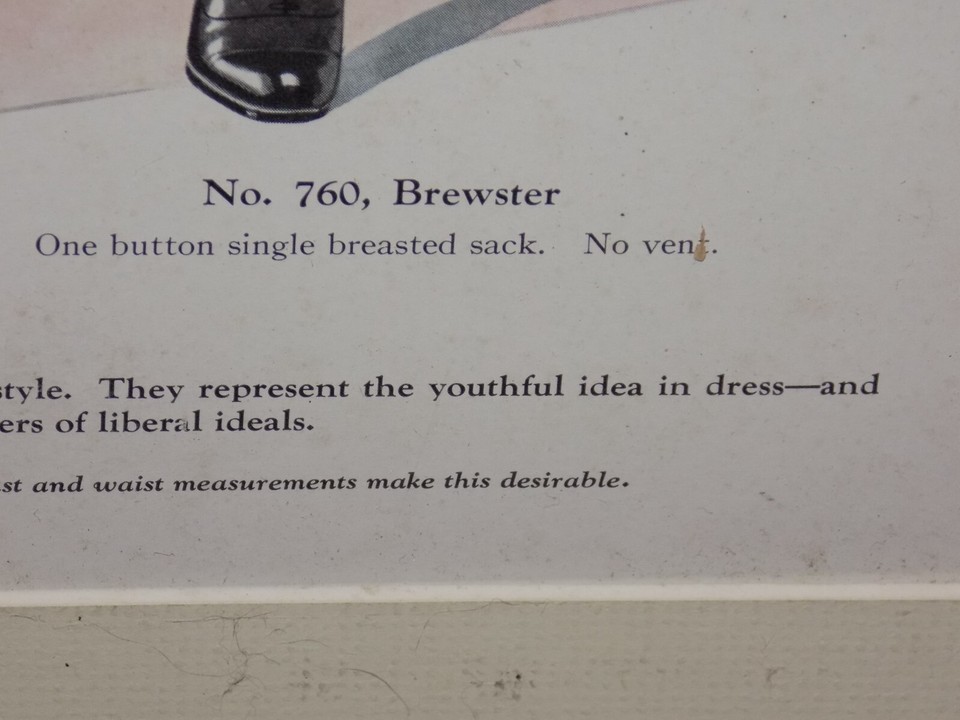 No. 760, Brewster
One button single breasted sack. No vent.
style. They represent the youthful idea in dress—and
ers of liberal ideals.
st and waist measurements make this desirable.